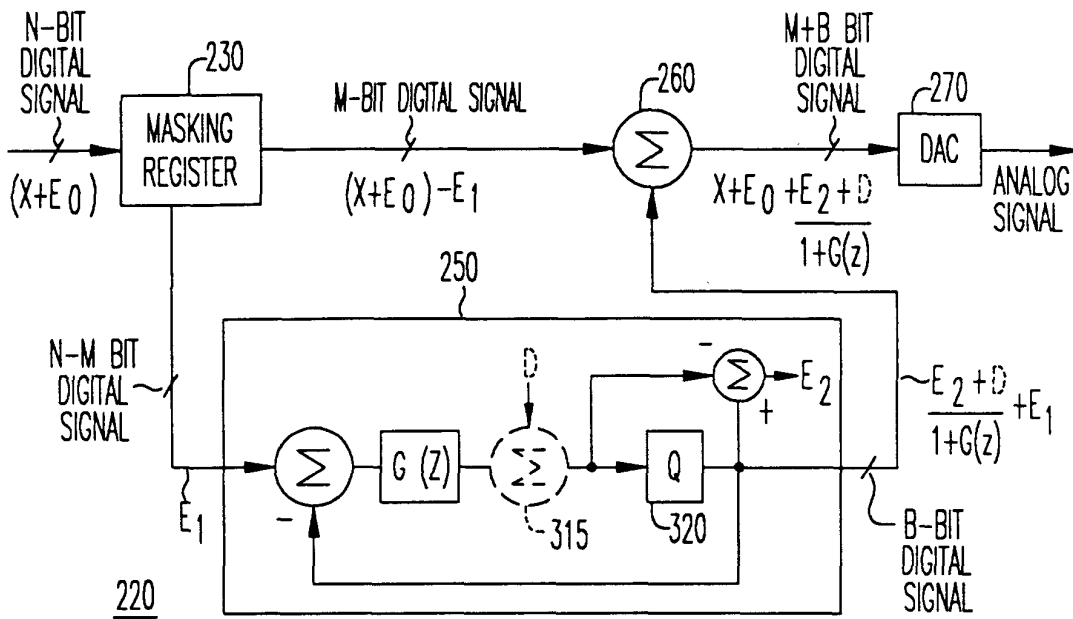 N-BIT
DIGITAL
SIGNAL
230
MASKING
REGISTER
(X+E0)
M-BIT DIGITAL SIGNAL
(X+E0)-E1
260
Σ
M+B BIT
DIGITAL
SIGNAL
X+E0+E2+D
1+G(z)
270
DAC
ANALOG
SIGNAL
250
N-M BIT
DIGITAL
SIGNAL
E1
Σ
-
G(Z)
D
Σ
315
Q
320
-
Σ
+
E2
E2+D
1+G(z)
+E1
B-BIT
DIGITAL
SIGNAL
220